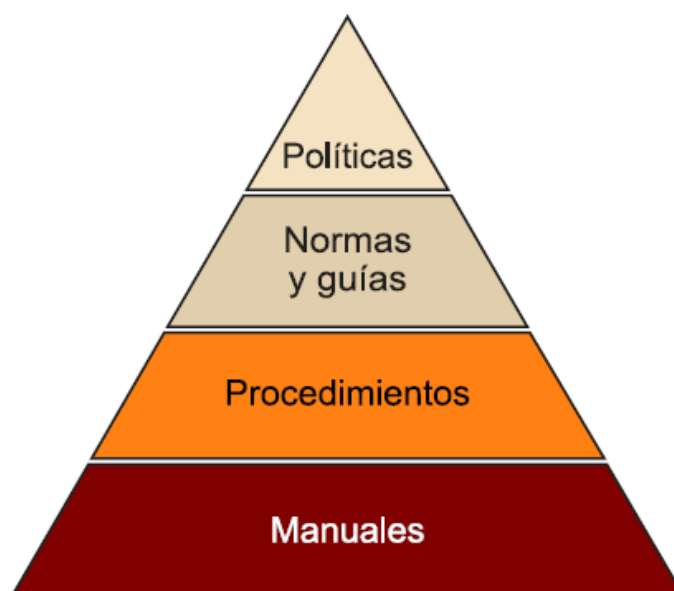 Políticas
Normas
y guías
Procedimientos
Manuales